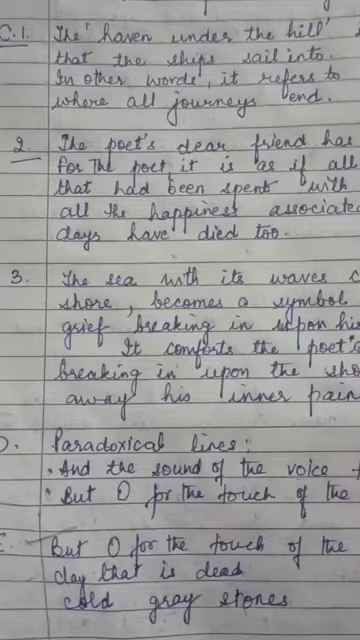 C.1. The 'haven under the hill'
that the ships sail into.
In other words, it refers to
where all journeys end.
2. The poet's dear friend has
for the poet, it is as if all
that had been spent with
all the happiness associate
days have died too.
3. The sea with its waves
shore, becomes a symbol
grief breaking in upon his
It comforts the poet's
breaking in upon the sho
away his inner pain
D. Paradoxical lines:
• And the sound of the voice
• But O for the touch of the
E. But O for the touch of the
day that is dead
cold gray stones